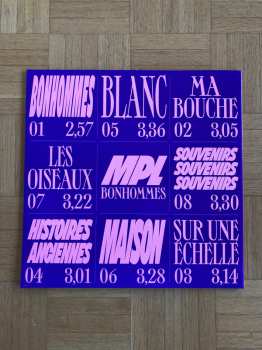 BONHOMMES
01 2,57
BLANC
05 3,36
MA
BOUCHE
02 3,05
LES
OISEAUX
07 3,22
MPL
BONHOMMES
SOUVENIRS
SOUVENIRS
SOUVENIRS
08 3,30
HISTOIRES
ANCIENNES
04 3,01
MAISON
06 3,28
SUR UNE
ÉCHELLE
03 3,14